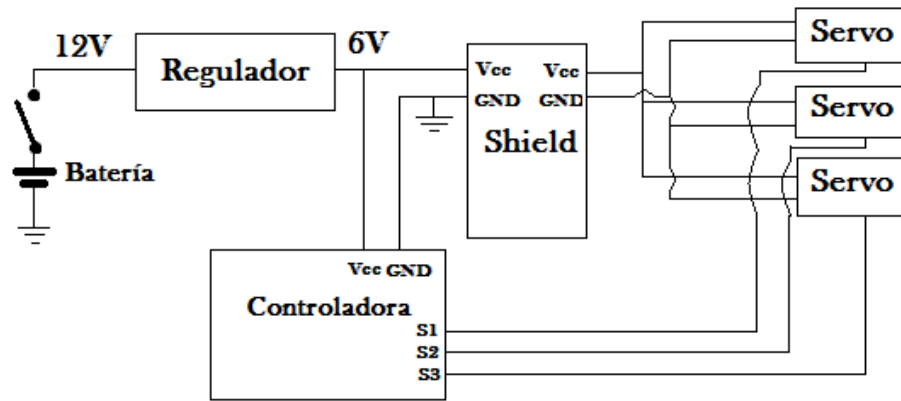 12V
Regulador
6V
Batería
Vcc
Vcc
GND
GND
Shield
Servo
Servo
Servo
Vcc GND
Controladora
S1
S2
S3